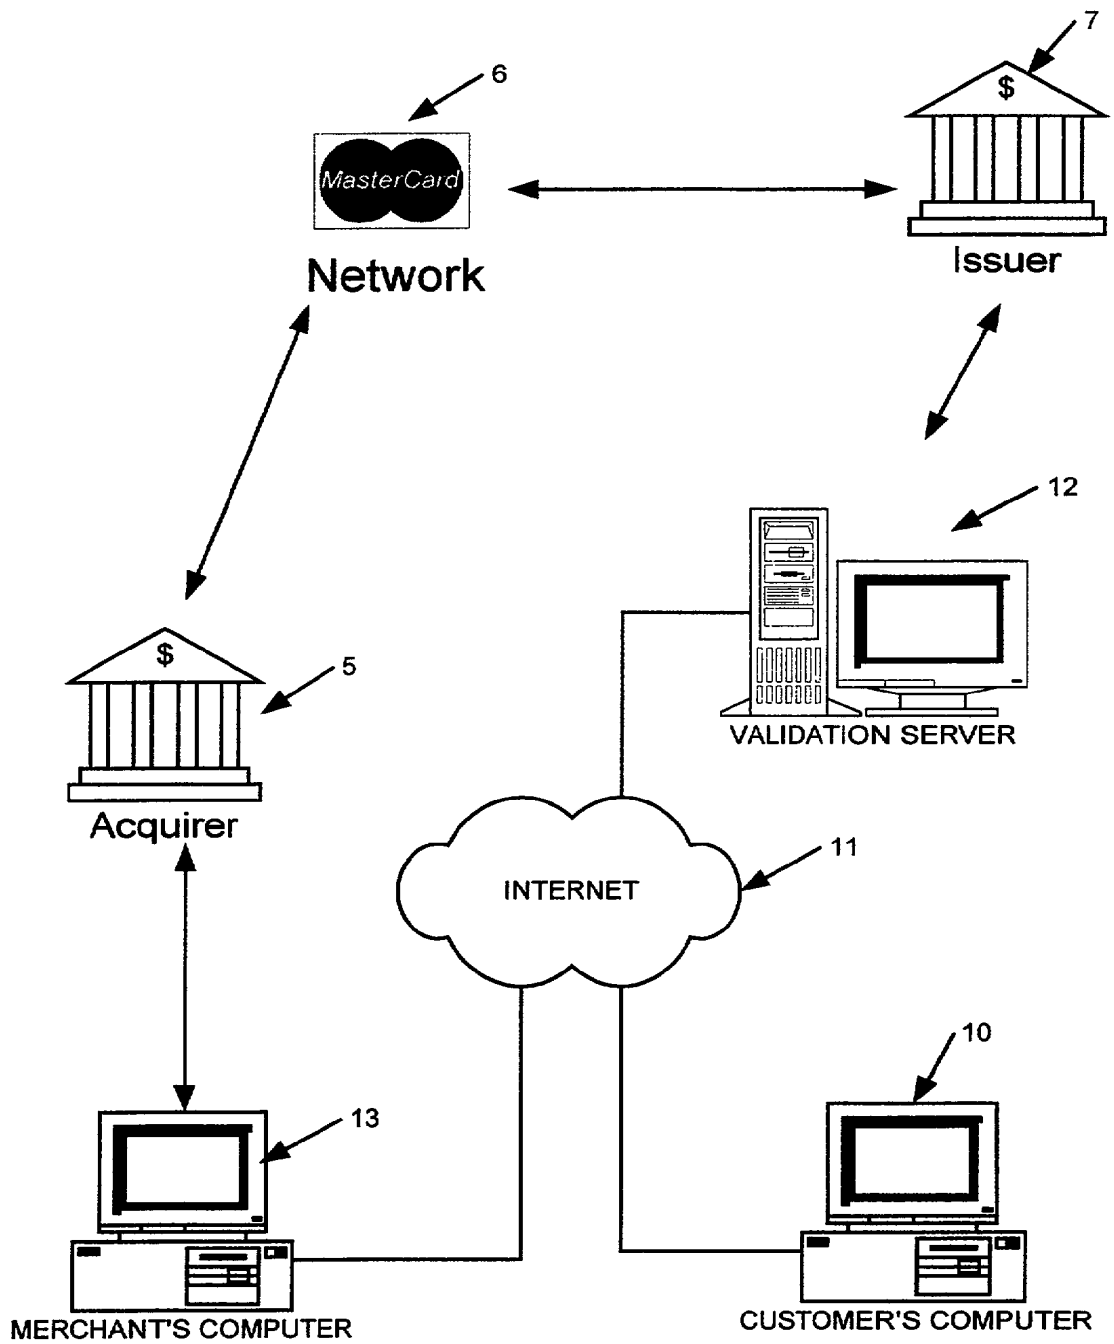 7
6
$
MasterCard
Network
Issuer
12
$
5
VALIDATION SERVER
Acquirer
11
INTERNET
10
13
MERCHANT'S COMPUTER
CUSTOMER'S COMPUTER